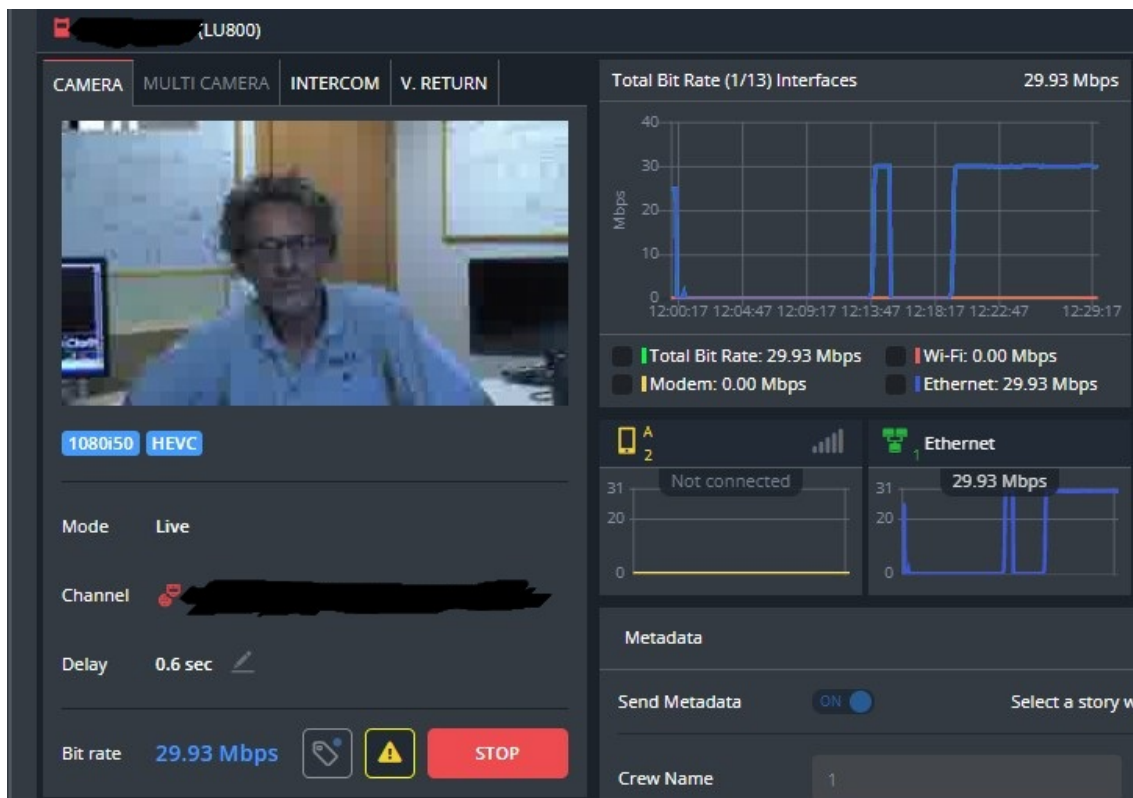 (LU800)
CAMERA MULTI CAMERA INTERCOM V. RETURN
1080i50 HEVC
Mode Live
Channel
Delay 0.6 sec
Bit rate 29.93 Mbps STOP
Total Bit Rate (1/13) Interfaces 29.93 Mbps
40
30
20
10
0
Mbps
12:00:17 12:04:47 12:09:17 12:13:47 12:18:17 12:22:47 12:29:17
Total Bit Rate: 29.93 Mbps Wi-Fi: 0.00 Mbps
Modem: 0.00 Mbps Ethernet: 29.93 Mbps
A
2
Not connected
31
20
0
1 Ethernet
29.93 Mbps
31
20
0
Metadata
Send Metadata ON Select a story w
Crew Name 1